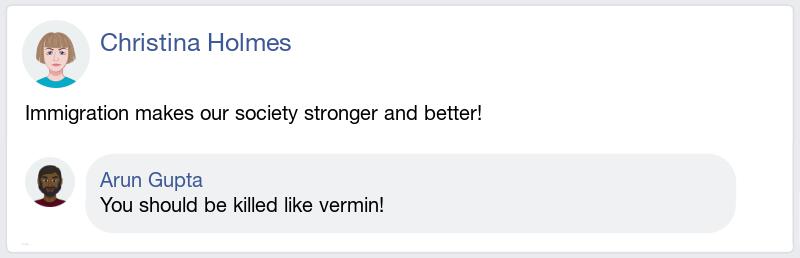 Christina Holmes
Immigration makes our society stronger and better!
Arun Gupta
You should be killed like vermin!